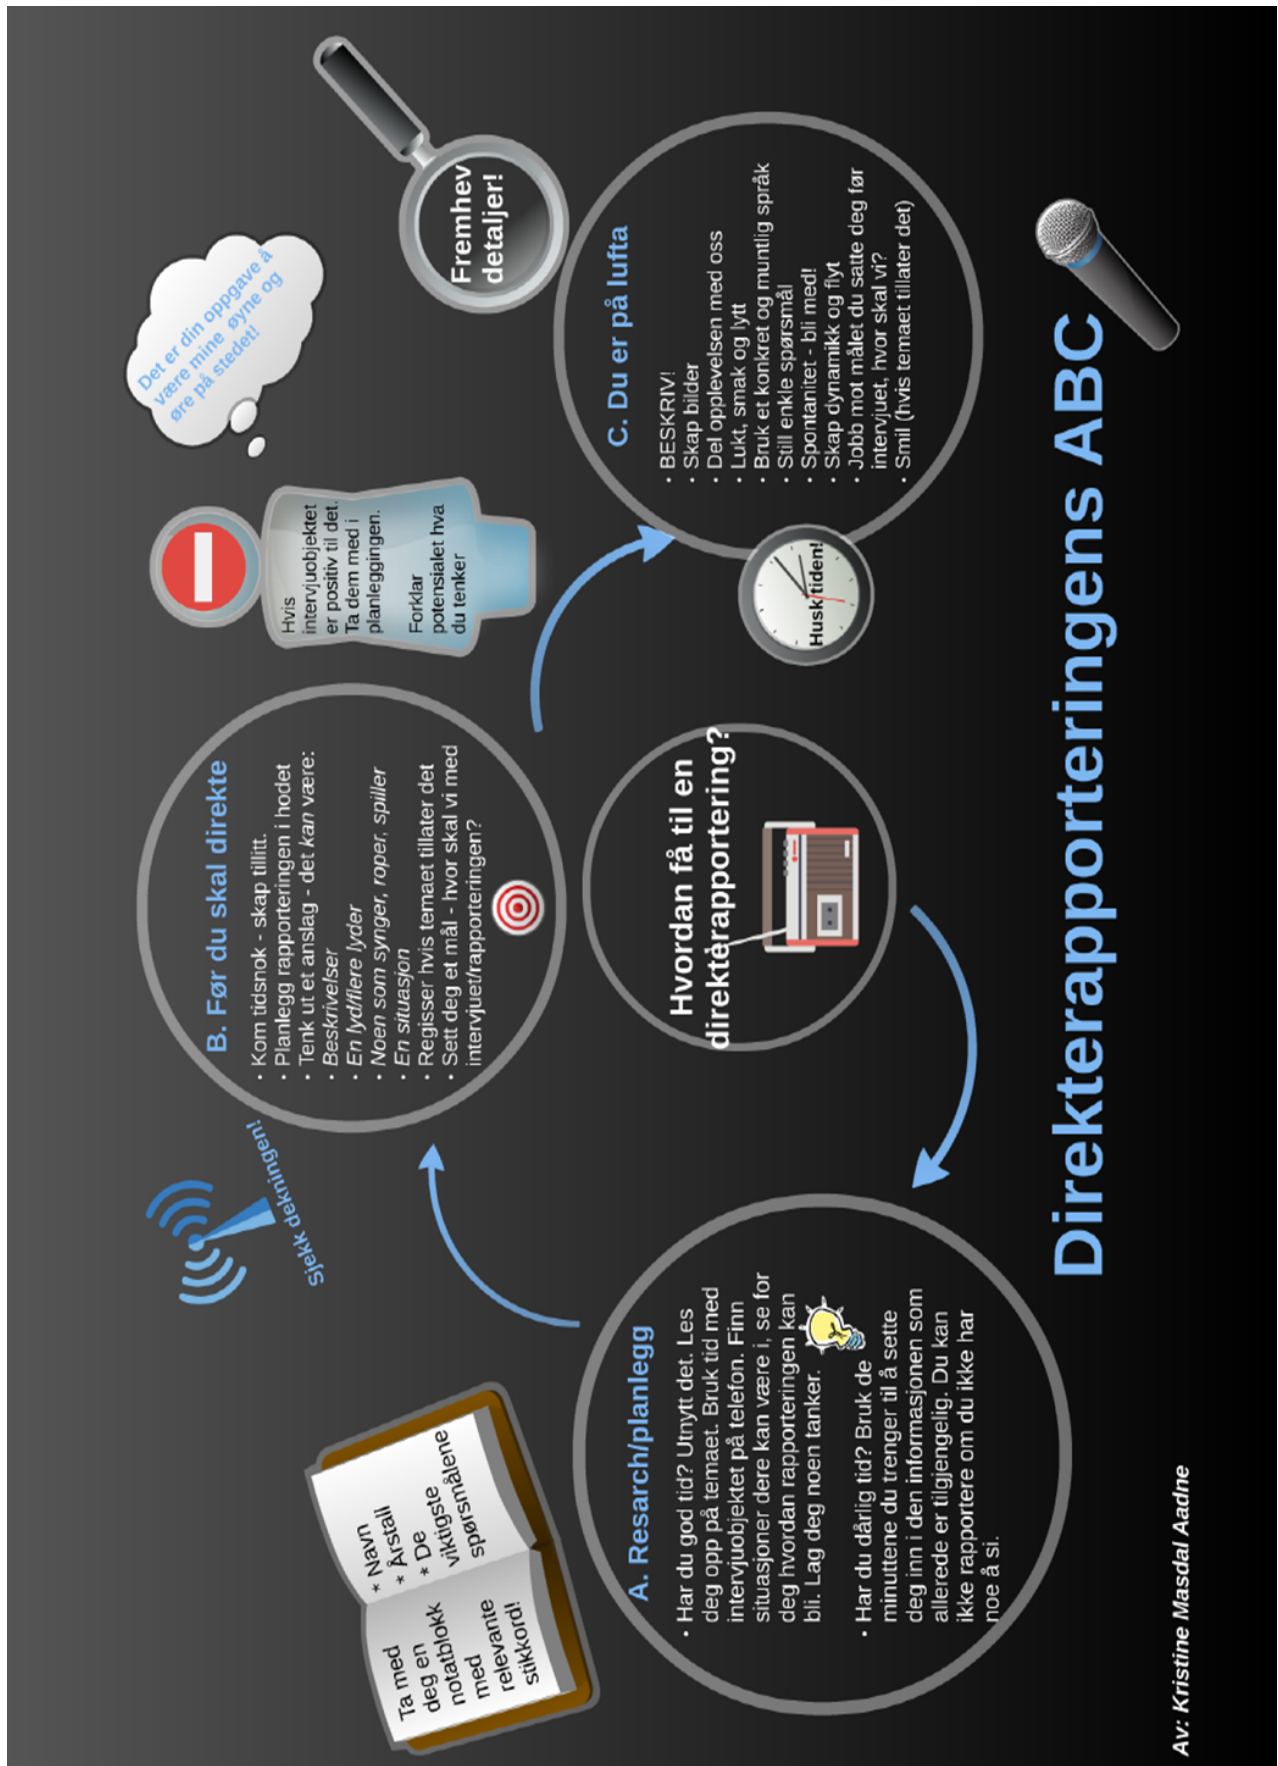 Ta med
deg en
notatblokk
med
relevante
stikkord!
* Navn
* Årstall
* De
viktigste
spørsmålene
Sjekk dekningen!
B. Før du skal direkte
· Kom tidsnok - skap tillitt.
· Planlegg rapporteringen i hodet
· Tenk ut et anslag - det kan være:
· Beskrivelser
· En lyd/flere lyder
· Noen som synger, roper, spiller
· En situasjon
· Regisser hvis temaet tillater det
· Sett deg et mål - hvor skal vi med
intervjuet/rapporteringen?
Hvis
intervjuobjektet
er positiv til det.
Ta dem med i
planleggingen.
Forklar
potensialet hva
du tenker
Det er din oppgave å
være mine øyne og
øre på stedet!
Fremhev
detaljer!
A. Resarch/planlegg
· Har du god tid? Utnytt det. Les
deg opp på temaet. Bruk tid med
intervjuobjektet på telefon. Finn
situasjoner dere kan være i, se for
deg hvordan rapporteringen kan
bli. Lag deg noen tanker.
· Har du dårlig tid? Bruk de
minuttene du trenger til å sette
deg inn i den informasjonen som
allerede er tilgjengelig. Du kan
ikke rapportere om du ikke har
noe å si.
Hvordan få til en
direkterapportering?
Husk tiden!
C. Du er på lufta
· BESKRIV!
· Skap bilder
· Del opplevelsen med oss
· Lukt, smak og lytt
· Bruk et konkret og muntlig språk
· Still enkle spørsmål
· Spontanitet - bli med!
· Skap dynamikk og flyt
· Jobb mot målet du satte deg før
intervjuet, hvor skal vi?
· Smil (hvis temaet tillater det)
Direkterapporteringens ABC
Av: Kristine Masdal Aadne